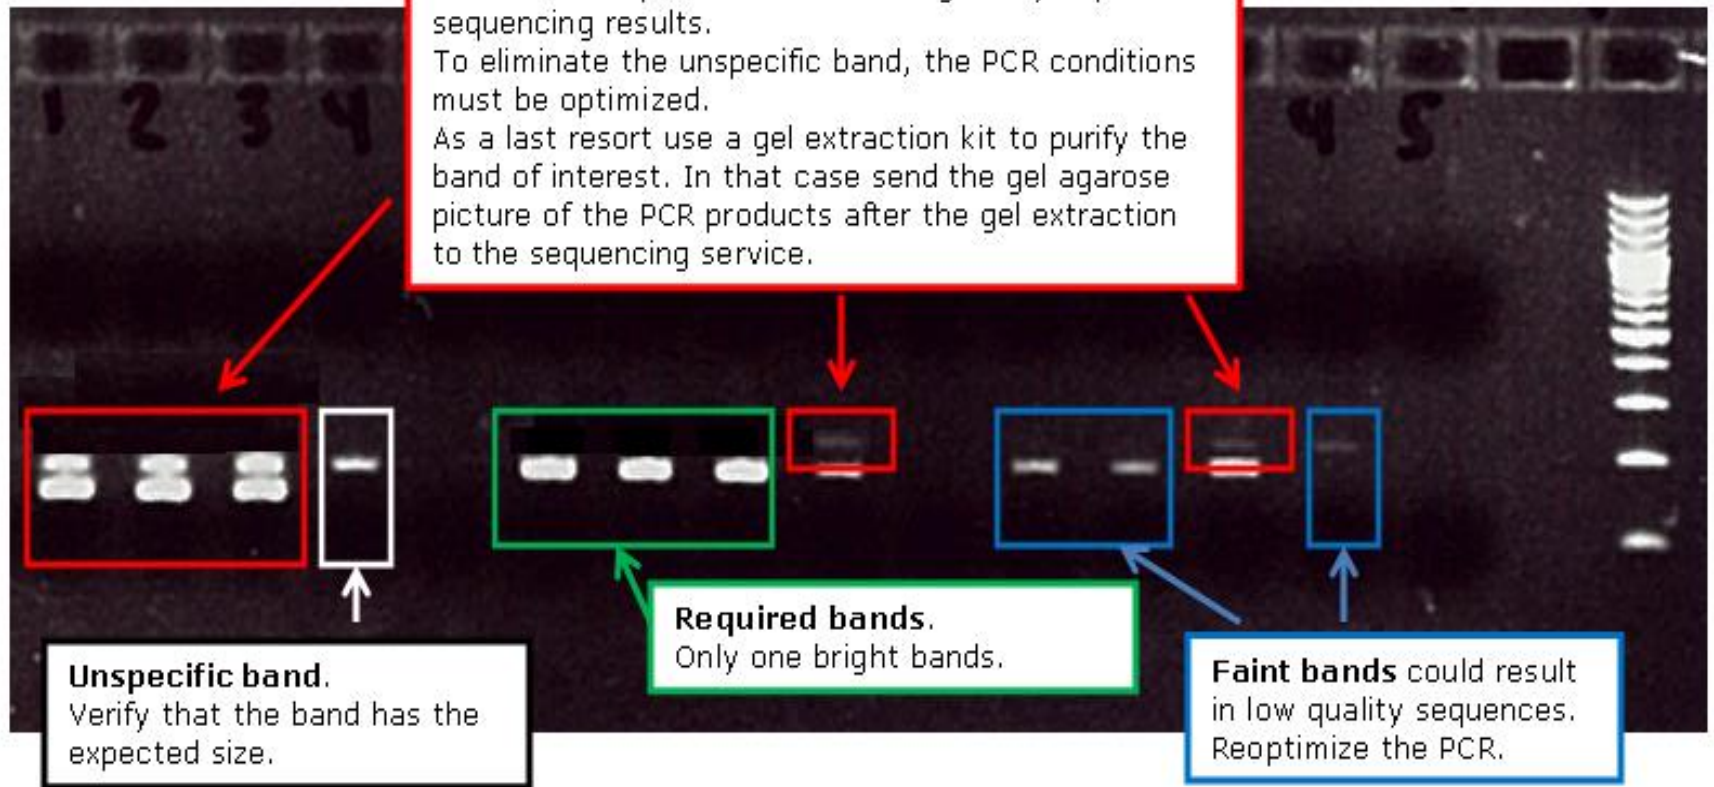 sequencing results.
To eliminate the unspecific band, the PCR conditions
must be optimized.
As a last resort use a gel extraction kit to purify the
band of interest. In that case send the gel agarose
picture of the PCR products after the gel extraction
to the sequencing service.
1 2 3 4
4 5
Required bands.
Only one bright bands.
Unspecific band.
Verify that the band has the
expected size.
Faint bands could result
in low quality sequences.
Reoptimize the PCR.